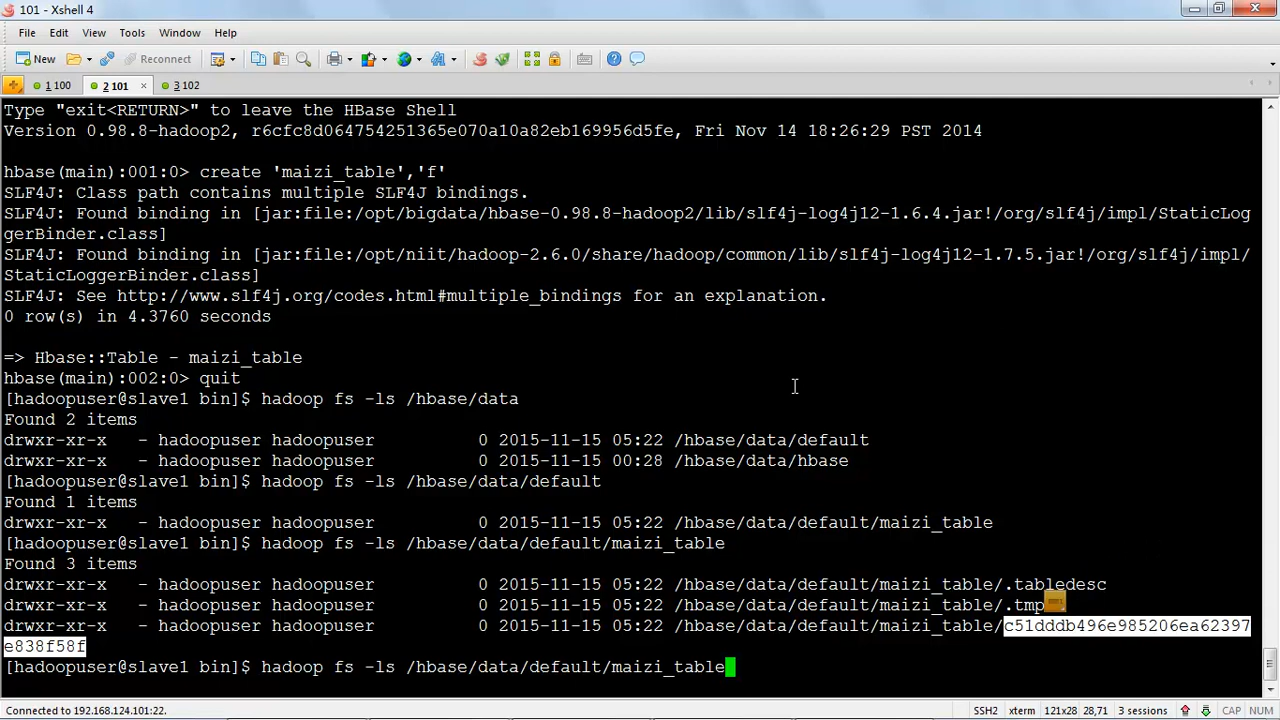 101 - Xshell 4
File Edit View Tools Window Help
New Reconnect
1 100 2 101 3 102
Type "exit<RETURN>" to leave the HBase Shell
Version 0.98.8-hadoop2, r6cfc8d064754251365e070a10a82eb169956d5fe, Fri Nov 14 18:26:29 PST 2014
hbase(main):001:0> create 'maizi_table','f'
SLF4J: Class path contains multiple SLF4J bindings.
SLF4J: Found binding in [jar:file:/opt/bigdata/hbase-0.98.8-hadoop2/lib/slf4j-log4j12-1.6.4.jar!/org/slf4j/impl/StaticLog
gerBinder.class]
SLF4J: Found binding in [jar:file:/opt/niit/hadoop-2.6.0/share/hadoop/common/lib/slf4j-log4j12-1.7.5.jar!/org/slf4j/impl/
StaticLoggerBinder.class]
SLF4J: See http://www.slf4j.org/codes.html#multiple_bindings for an explanation.
0 row(s) in 4.3760 seconds
=> Hbase::Table - maizi_table
hbase(main):002:0> quit
[hadoopuser@slave1 bin]$ hadoop fs -ls /hbase/data
Found 2 items
drwxr-xr-x   - hadoopuser hadoopuser          0 2015-11-15 05:22 /hbase/data/default
drwxr-xr-x   - hadoopuser hadoopuser          0 2015-11-15 00:28 /hbase/data/hbase
[hadoopuser@slave1 bin]$ hadoop fs -ls /hbase/data/default
Found 1 items
drwxr-xr-x   - hadoopuser hadoopuser          0 2015-11-15 05:22 /hbase/data/default/maizi_table
[hadoopuser@slave1 bin]$ hadoop fs -ls /hbase/data/default/maizi_table
Found 3 items
drwxr-xr-x   - hadoopuser hadoopuser          0 2015-11-15 05:22 /hbase/data/default/maizi_table/.tabledesc
drwxr-xr-x   - hadoopuser hadoopuser          0 2015-11-15 05:22 /hbase/data/default/maizi_table/.tmp
drwxr-xr-x   - hadoopuser hadoopuser          0 2015-11-15 05:22 /hbase/data/default/maizi_table/c51dddb496e985206ea62397
e838f58f
[hadoopuser@slave1 bin]$ hadoop fs -ls /hbase/data/default/maizi_table
Connected to 192.168.124.101:22. SSH2 xterm 121x28 28,71 3 sessions CAP NUM